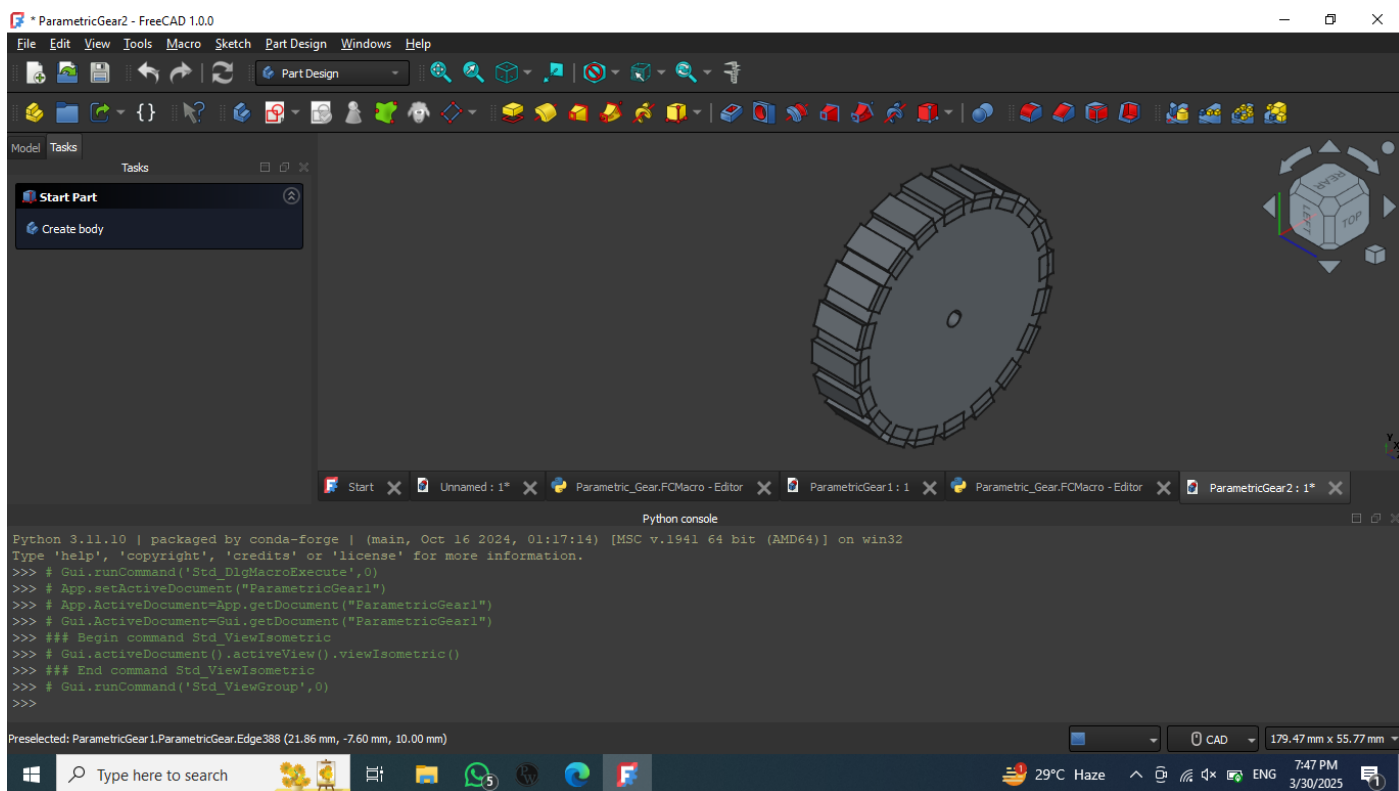 * ParametricGear2 - FreeCAD 1.0.0
File Edit View Tools Macro Sketch Part Design Windows Help
Part Design
Model Tasks
Tasks
Start Part
Create body
REAR
LEFT
TOP
Y
X
Start Unnamed : 1* Parametric_Gear.FCMacro - Editor ParametricGear1 : 1 Parametric_Gear.FCMacro - Editor ParametricGear2 : 1*
Python console
Python 3.11.10 | packaged by conda-forge | (main, Oct 16 2024, 01:17:14) [MSC v.1941 64 bit (AMD64)] on win32
Type 'help', 'copyright', 'credits' or 'license' for more information.
>>> # Gui.runCommand('Std_DlgMacroExecute',0)
>>> # App.setActiveDocument("ParametricGear1")
>>> # App.ActiveDocument=App.getDocument("ParametricGear1")
>>> # Gui.ActiveDocument=Gui.getDocument("ParametricGear1")
>>> ### Begin command Std_ViewIsometric
>>> # Gui.activeDocument().activeView().viewIsometric()
>>> ### End command Std_ViewIsometric
>>> # Gui.runCommand('Std_ViewGroup',0)
>>>
Preselected: ParametricGear1.ParametricGear.Edge388 (21.86 mm, -7.60 mm, 10.00 mm)
CAD
179.47 mm x 55.77 mm
Type here to search
5
1
29°C Haze
ENG
7:47 PM
3/30/2025
1